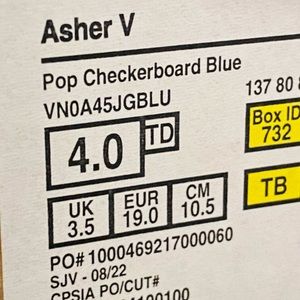 Asher V
Pop Checkerboard Blue
VN0A45JGBLU
137 80 8
4.0 TD
Box ID
732
UK EUR CM
3.5 19.0 10.5
TB
PO# 1000469217000060
SJV - 08/22
CPSIA PO/CUT#